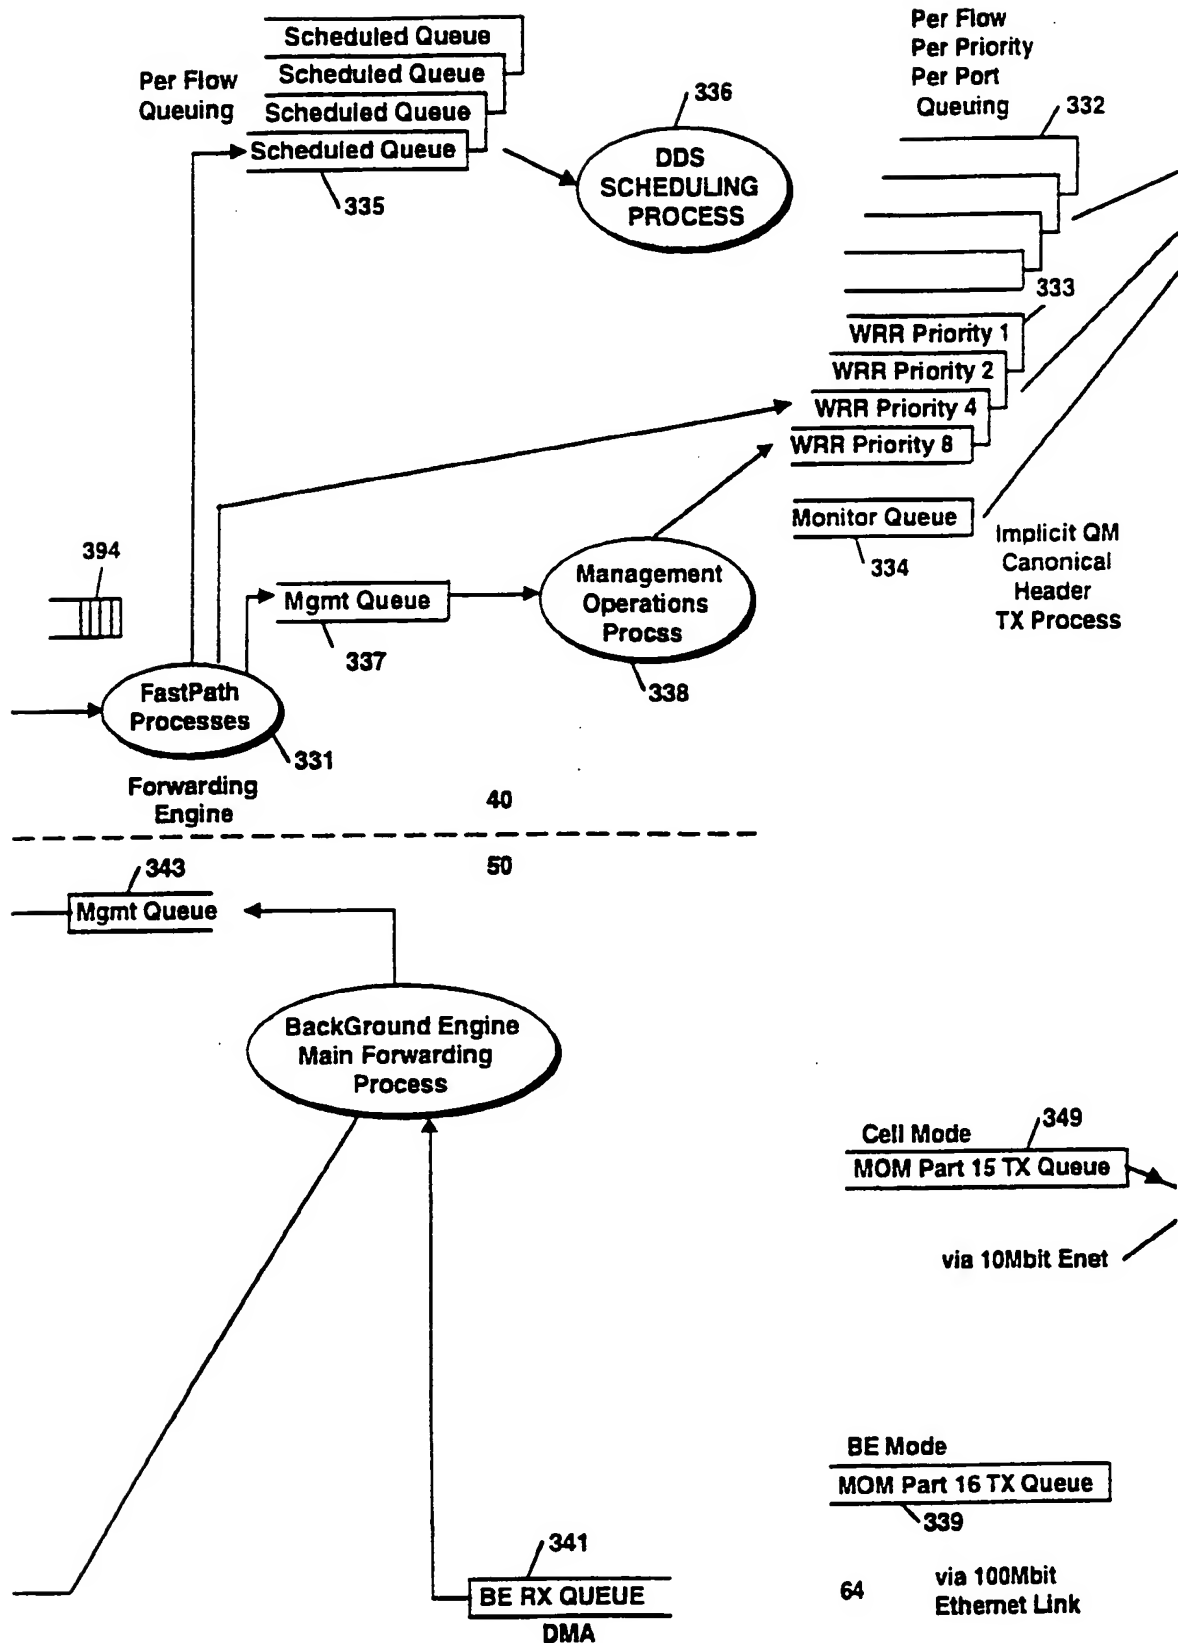 Scheduled Queue
Scheduled Queue
Scheduled Queue
Scheduled Queue
Per Flow
Queuing
335
336
DDS
SCHEDULING
PROCESS
Per Flow
Per Priority
Per Port
Queuing
332
333
WRR Priority 1
WRR Priority 2
WRR Priority 4
WRR Priority 8
Monitor Queue
334
Implicit QM
Canonical
Header
TX Process
394
Mgmt Queue
337
Management
Operations
Procss
338
FastPath
Processes
331
Forwarding
Engine
40
50
343
Mgmt Queue
BackGround Engine
Main Forwarding
Process
Cell Mode
349
MOM Part 15 TX Queue
via 10Mbit Enet
BE Mode
MOM Part 16 TX Queue
339
341
BE RX QUEUE
DMA
64
via 100Mbit
Ethernet Link